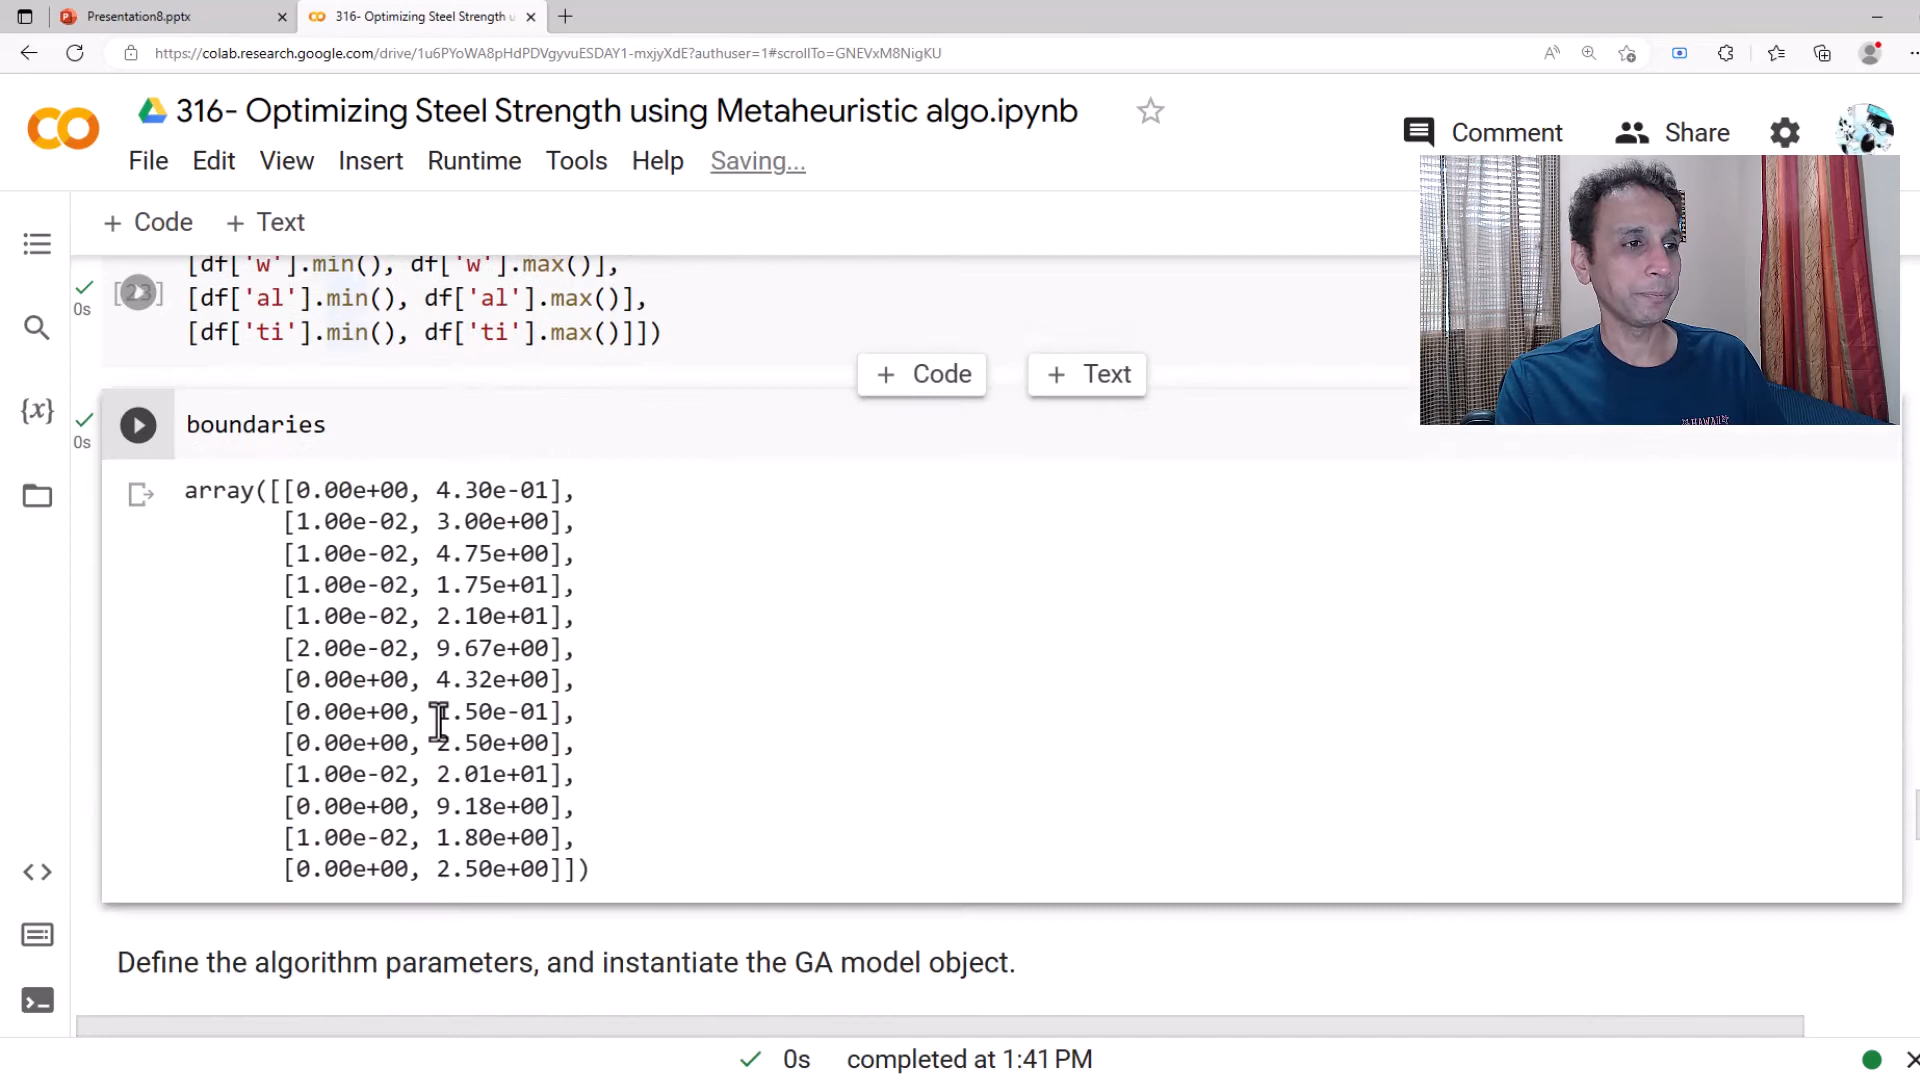 Presentation8.pptx
316- Optimizing Steel Strength u
https://colab.research.google.com/drive/1u6PYoWA8pHdPDVgyvuESDAY1-mxjyXdE?authuser=1#scrollTo=GNEVxM8NigKU
316- Optimizing Steel Strength using Metaheuristic algo.ipynb
Comment
Share
File Edit View Insert Runtime Tools Help Saving...
+ Code + Text
[df['w'].min(), df['w'].max()],
[23]
[df['al'].min(), df['al'].max()],
0s
[df['ti'].min(), df['ti'].max()]])
+ Code + Text
boundaries
0s
array([[0.00e+00, 4.30e-01],
[1.00e-02, 3.00e+00],
[1.00e-02, 4.75e+00],
[1.00e-02, 1.75e+01],
[1.00e-02, 2.10e+01],
[2.00e-02, 9.67e+00],
[0.00e+00, 4.32e+00],
[0.00e+00, .50e-01],
[0.00e+00, 2.50e+00],
[1.00e-02, 2.01e+01],
[0.00e+00, 9.18e+00],
[1.00e-02, 1.80e+00],
[0.00e+00, 2.50e+00]])
Define the algorithm parameters, and instantiate the GA model object.
0s completed at 1:41 PM